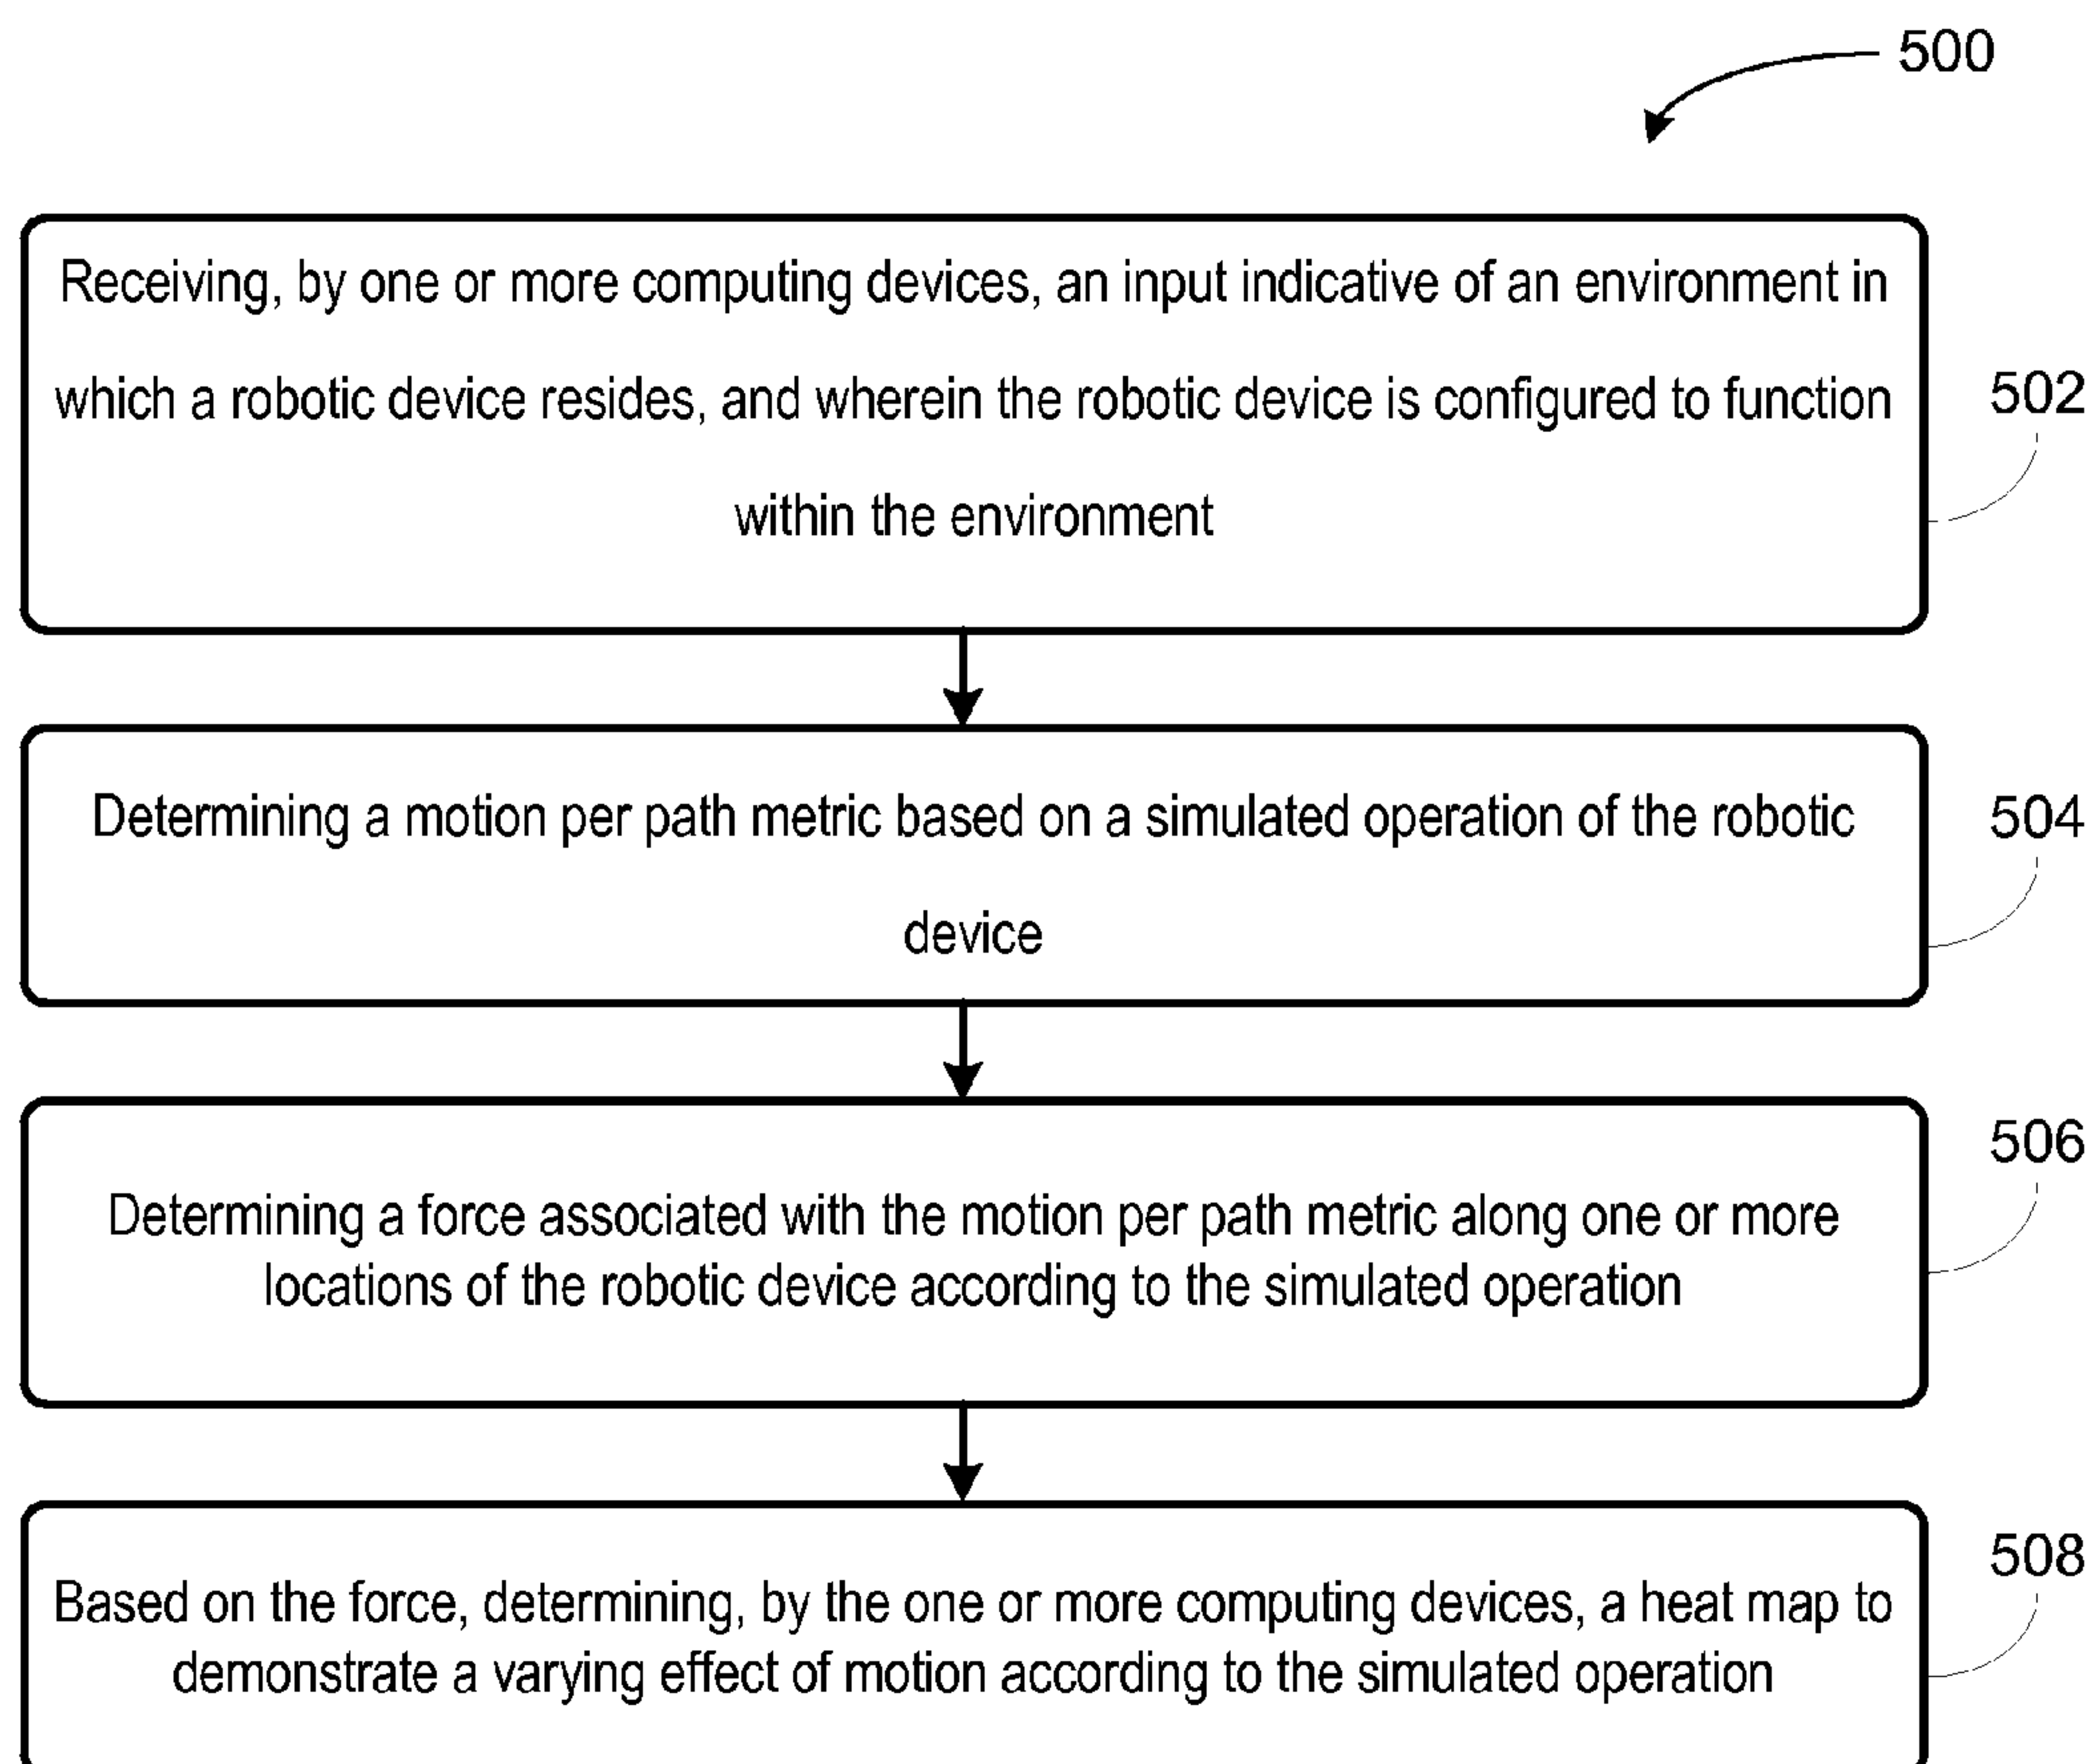 500
Receiving, by one or more computing devices, an input indicative of an environment in
which a robotic device resides, and wherein the robotic device is configured to function
within the environment
502
Determining a motion per path metric based on a simulated operation of the robotic
device
504
Determining a force associated with the motion per path metric along one or more
locations of the robotic device according to the simulated operation
506
Based on the force, determining, by the one or more computing devices, a heat map to
demonstrate a varying effect of motion according to the simulated operation
508